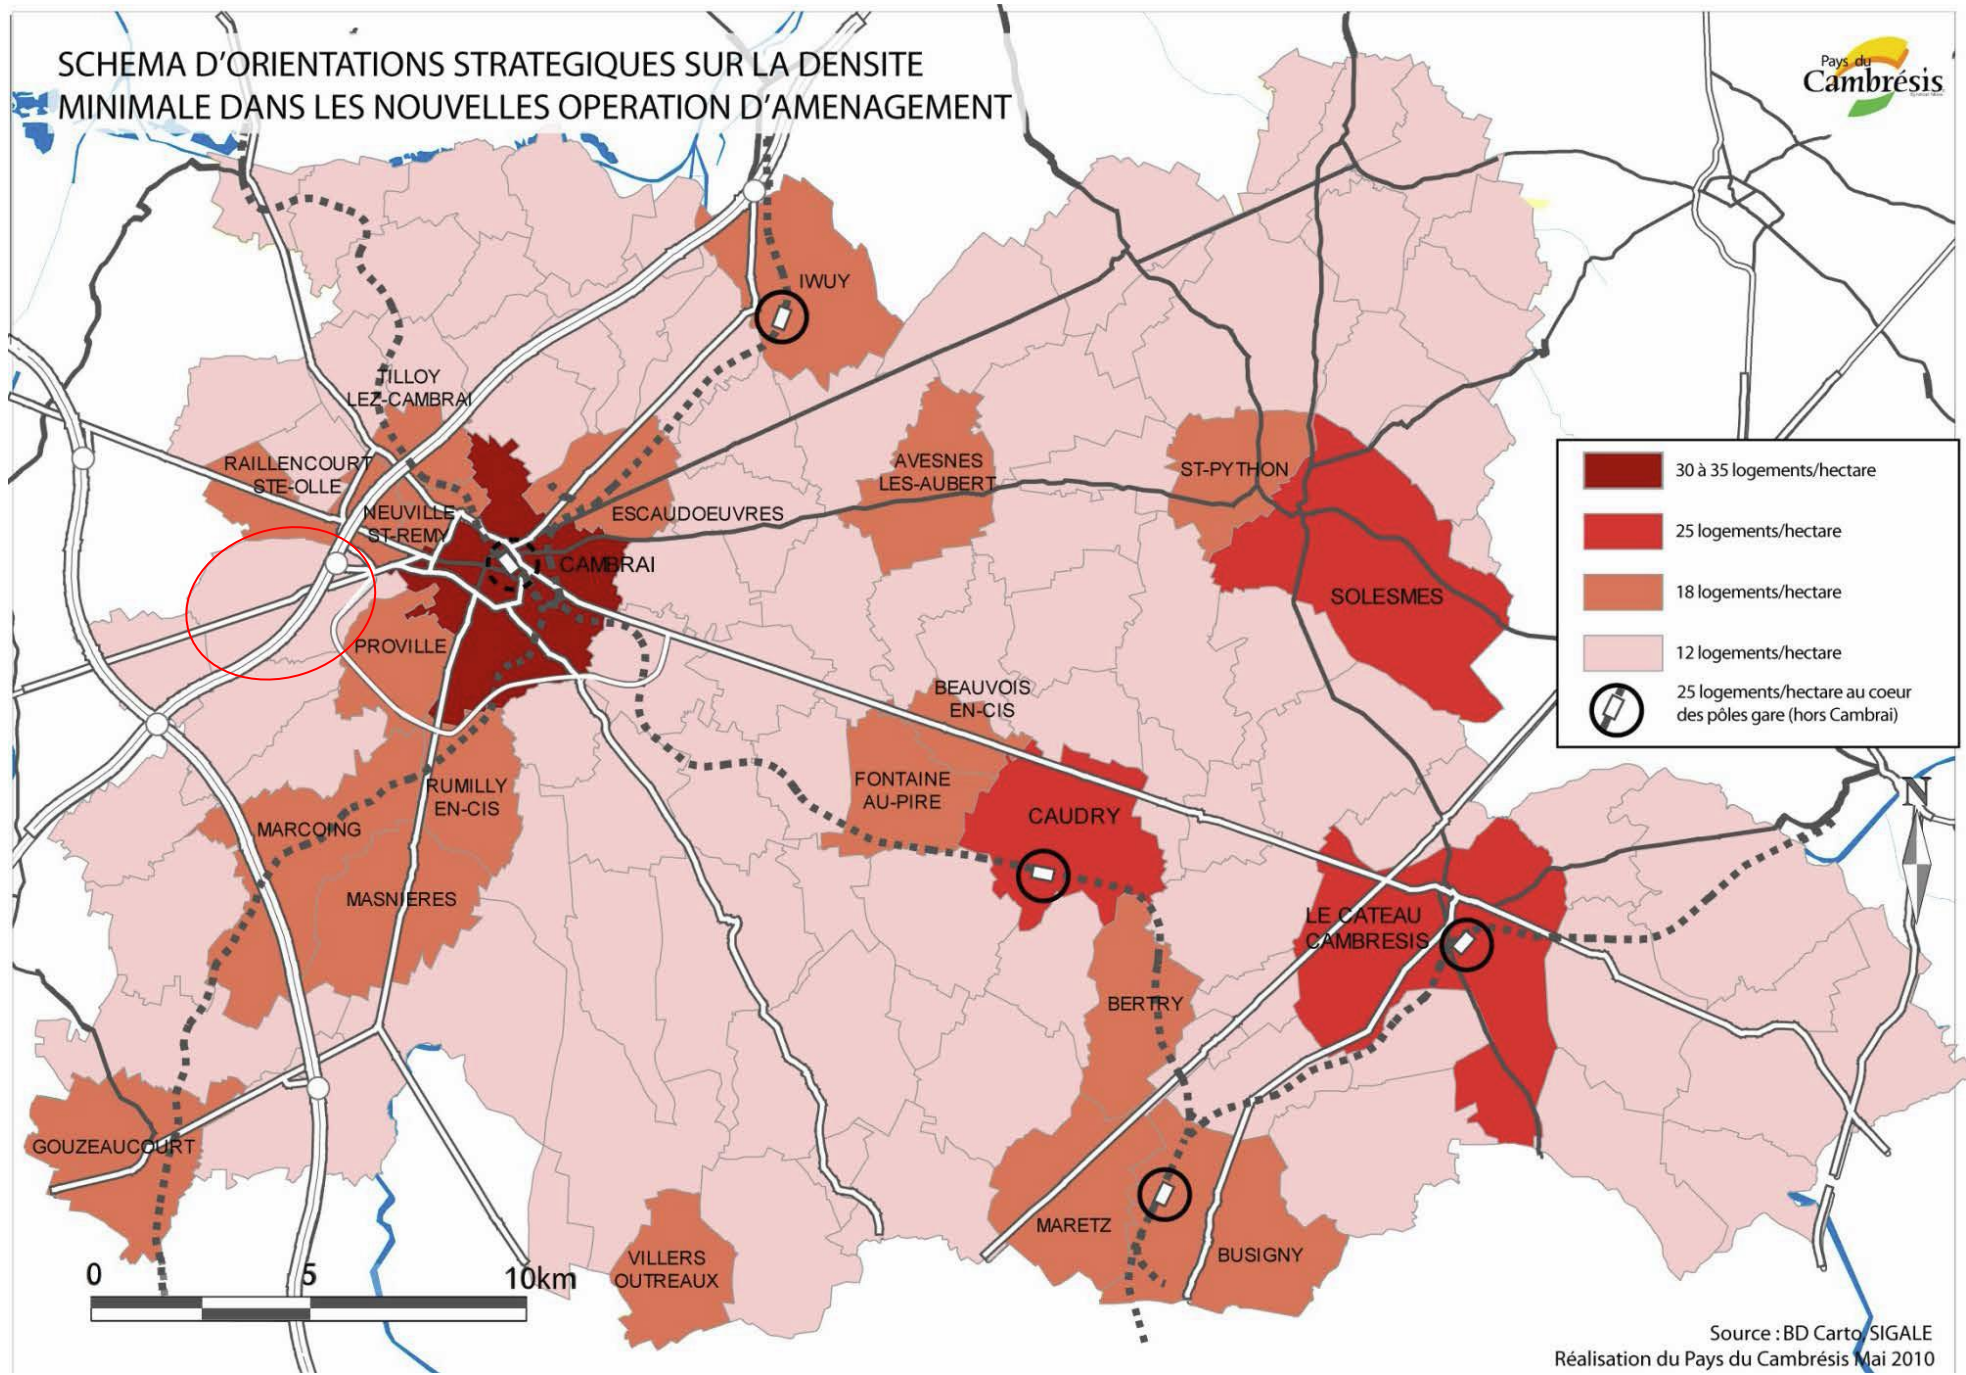 SCHEMA D'ORIENTATIONS STRATEGIQUES SUR LA DENSITE
MINIMALE DANS LES NOUVELLES OPERATION D'AMENAGEMENT
Pays du
Cambrésis
IWUY
TILLOY
LEZ-CAMBRAI
RAILLENCOURT
STE-OLLE
NEUVILLE
ST-REMY
ESCAUDOEUVRES
AVESNES
LES-AUBERT
ST-PYTHON
CAMBRAI
SOLESMES
PROVILLE
BEAUVOIS
EN-CIS
FONTAINE
AU-PIRE
CAUDRY
RUMILLY
EN-CIS
MARCOING
MASNIERES
LE CATEAU
CAMBRESIS
BERTRY
GOUZEAUCOURT
VILLERS
OUTREAUX
MARETZ
BUSIGNY
30 à 35 logements/hectare
25 logements/hectare
18 logements/hectare
12 logements/hectare
25 logements/hectare au coeur
des pôles gare (hors Cambrai)
N
0 5 10km
Source : BD Carto, SIGALE
Réalisation du Pays du Cambrésis Mai 2010